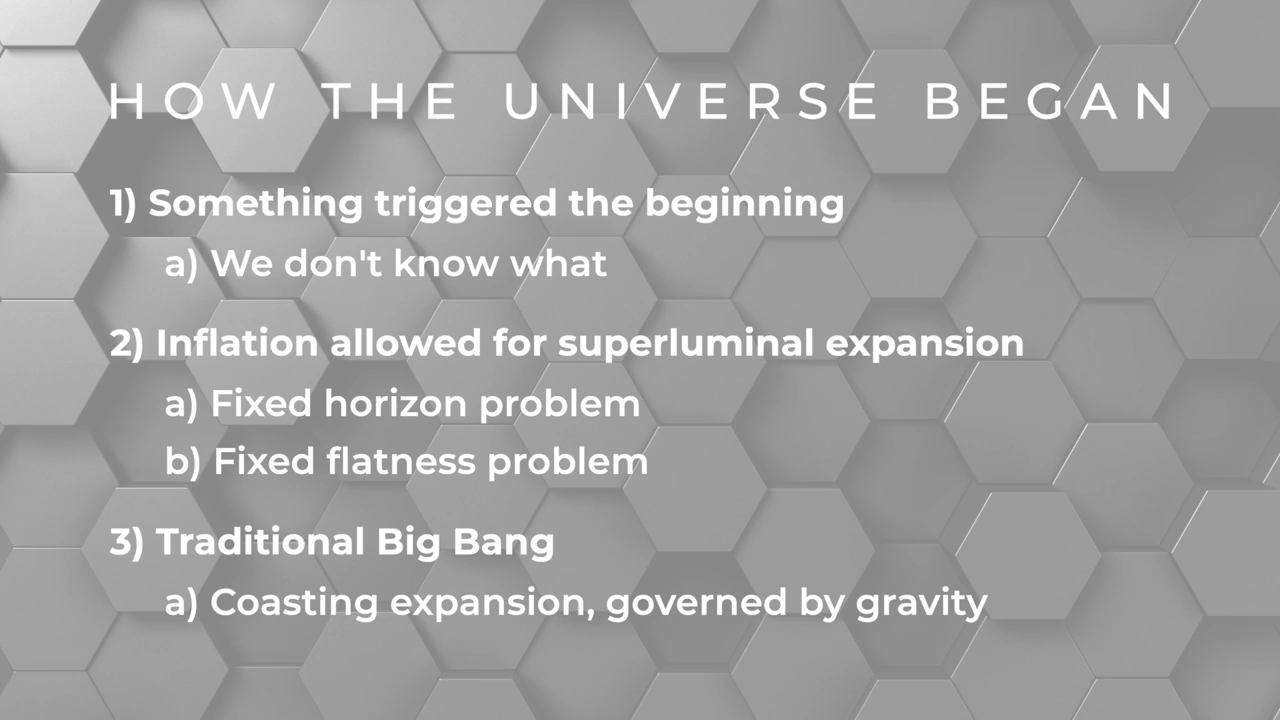 HOW THE UNIVERSE BEGAN
1) Something triggered the beginning
a) We don't know what
2) Inflation allowed for superluminal expansion
a) Fixed horizon problem
b) Fixed flatness problem
3) Traditional Big Bang
a) Coasting expansion, governed by gravity